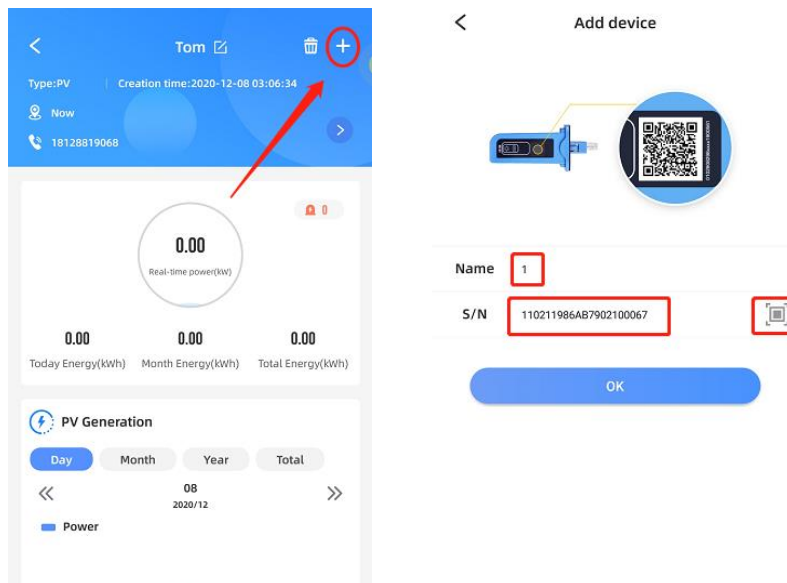 Tom
Type:PV
Creation time:2020-12-08 03:06:34
Now
18128819068
0
0.00
Real-time power(kW)
0.00 0.00 0.00
Today Energy(kWh) Month Energy(kWh) Total Energy(kWh)
PV Generation
Day Month Year Total
08
2020/12
Power
Add device
Name 1
S/N 110211986AB7902100067
OK